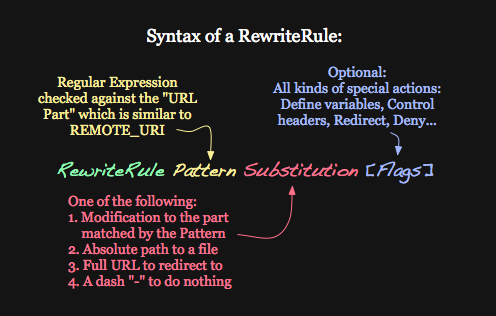 Syntax of a RewriteRule:
Regular Expression
checked against the "URL
Part" which is similar to
REMOTE_URI
Optional:
All kinds of special actions:
Define variables, Control
headers, Redirect, Deny...
RewriteRule Pattern Substitution [Flags]
One of the following:
1. Modification to the part
matched by the Pattern
2. Absolute path to a file
3. Full URL to redirect to
4. A dash "-" to do nothing